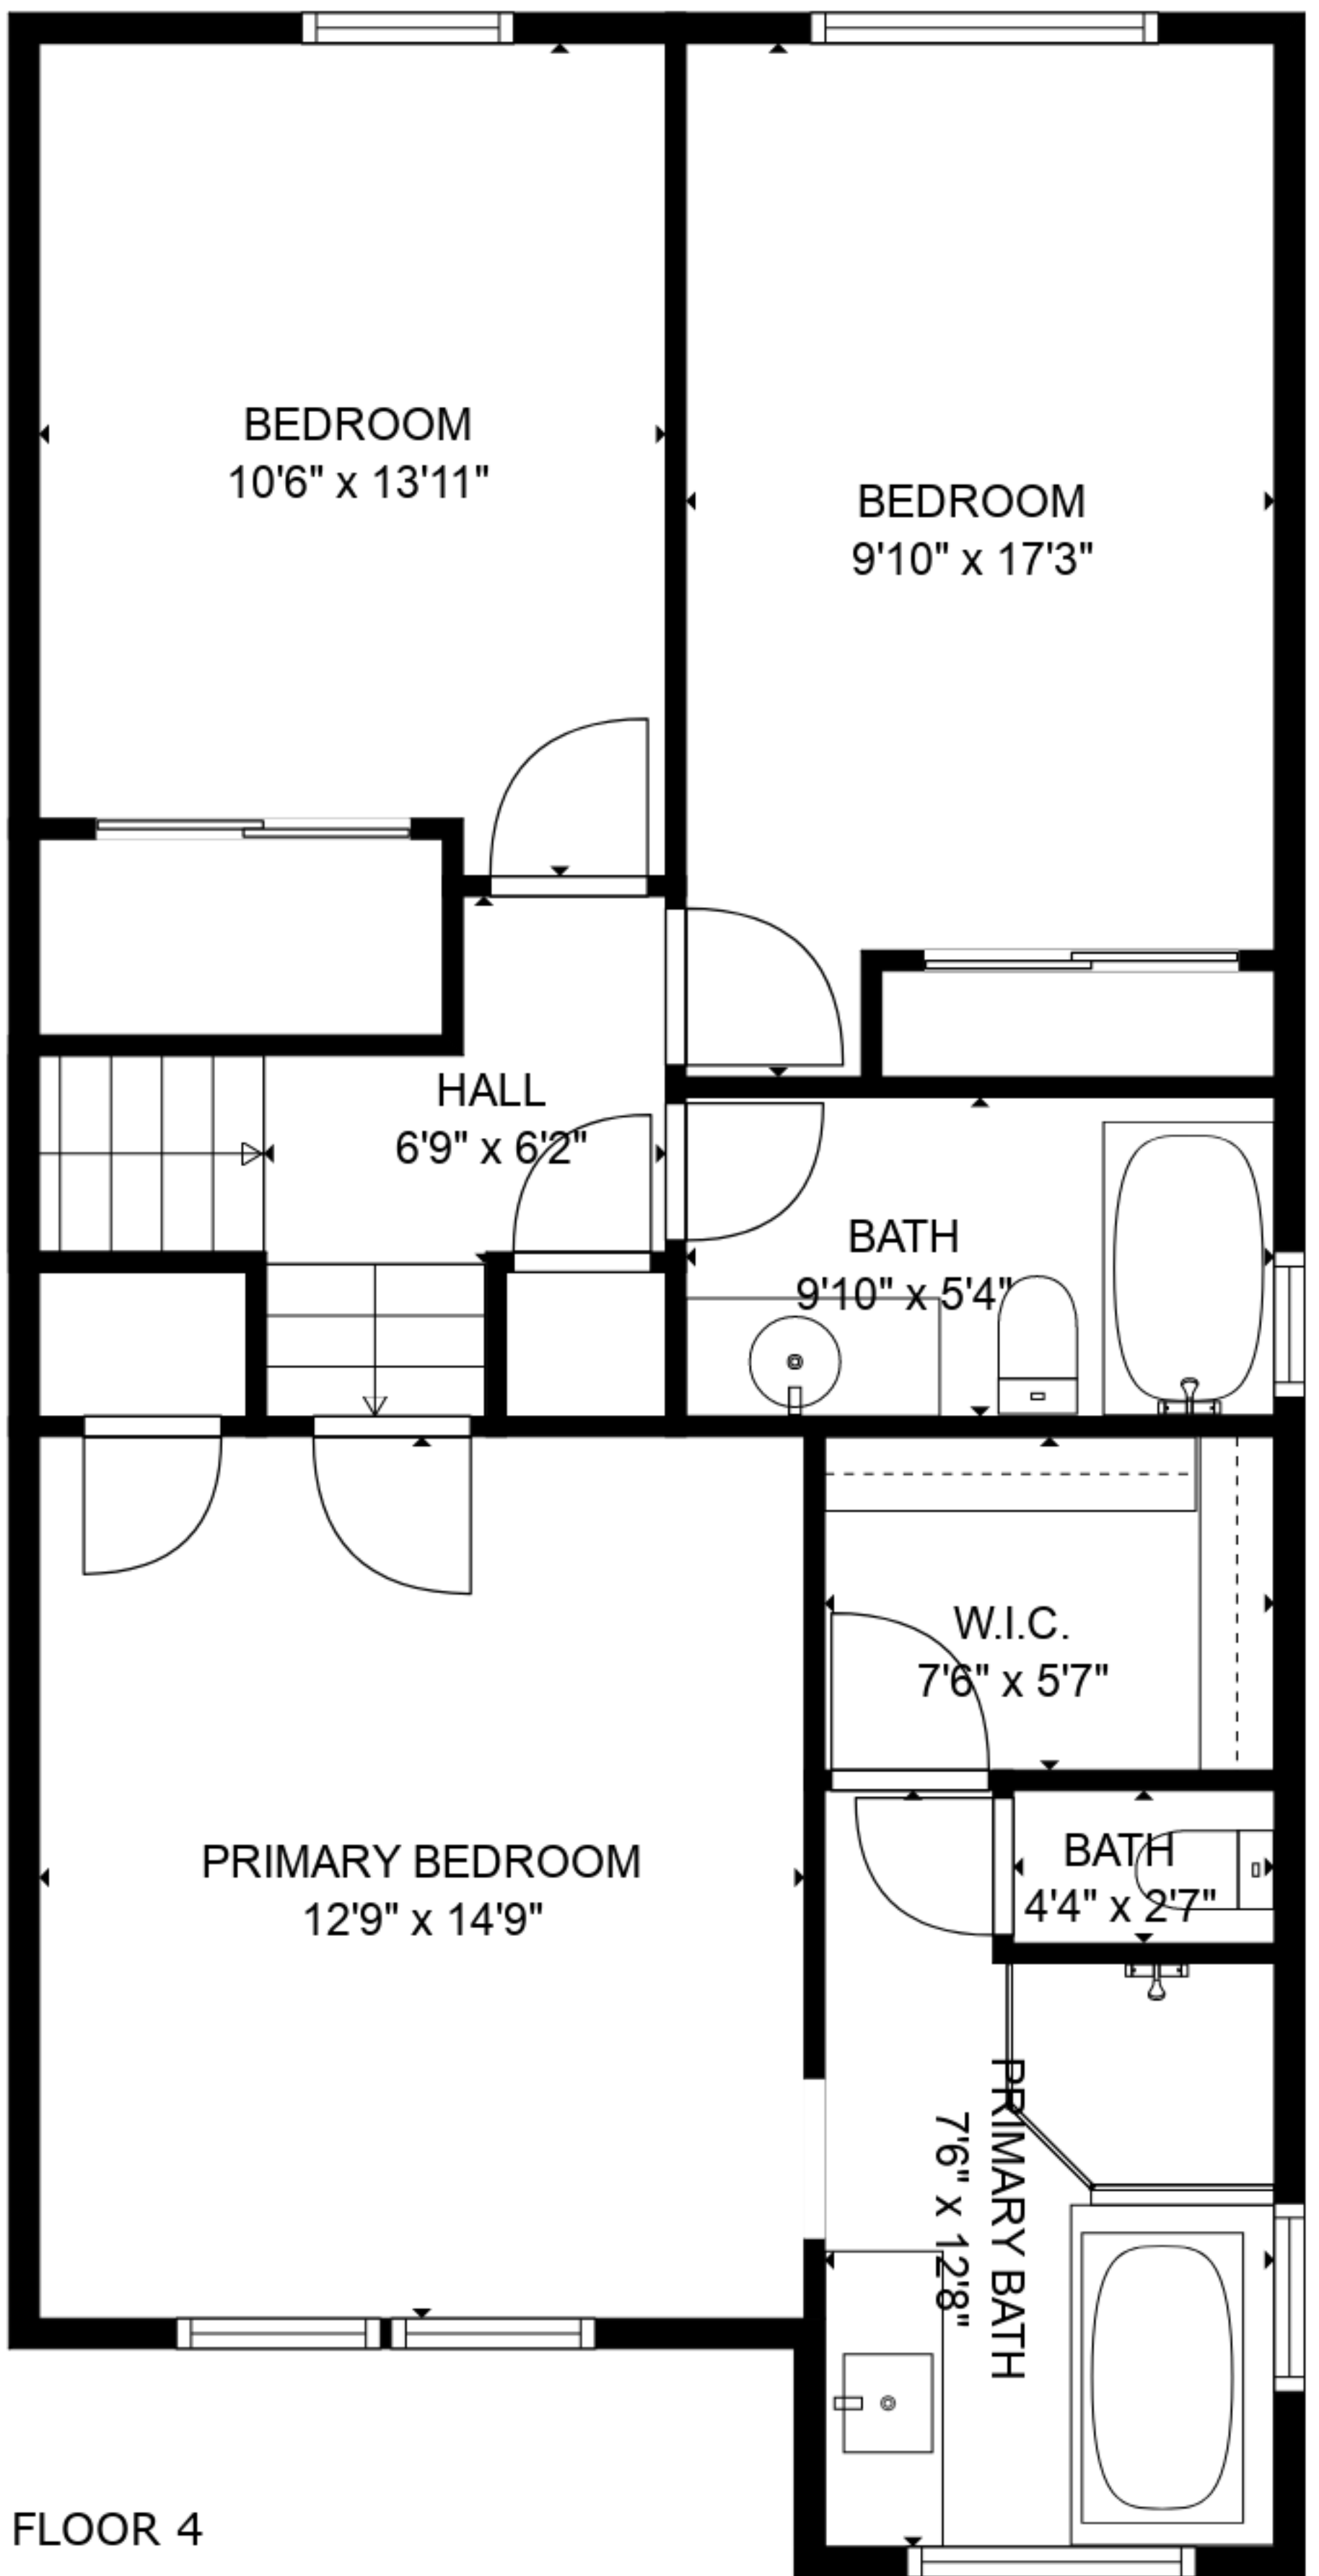 BEDROOM
10'6" x 13'11"
BEDROOM
9'10" x 17'3"
HALL
6'9" x 6'2"
BATH
9'10" x 5'4"
W.I.C.
7'6" x 5'7"
PRIMARY BEDROOM
12'9" x 14'9"
BATH
4'4" x 2'7"
PRIMARY BATH
7'6" x 12'8"
FLOOR 4